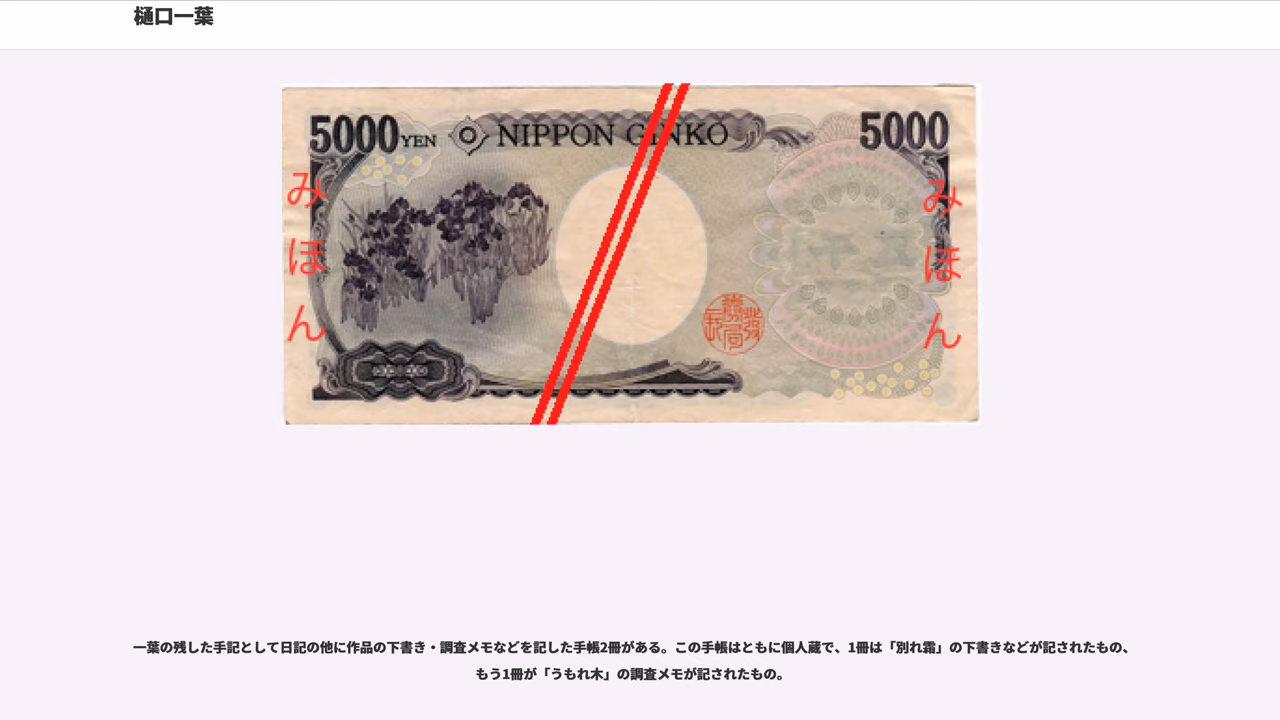 樋口一葉
5000 YEN NIPPON GINKO 5000
みほん
みほん
一葉の残した手記として日記の他に作品の下書き・調査メモなどを記した手帳2冊がある。この手帳はともに個人蔵で、1冊は「別れ霜」の下書きなどが記されたもの、
もう1冊が「うもれ木」の調査メモが記されたもの。